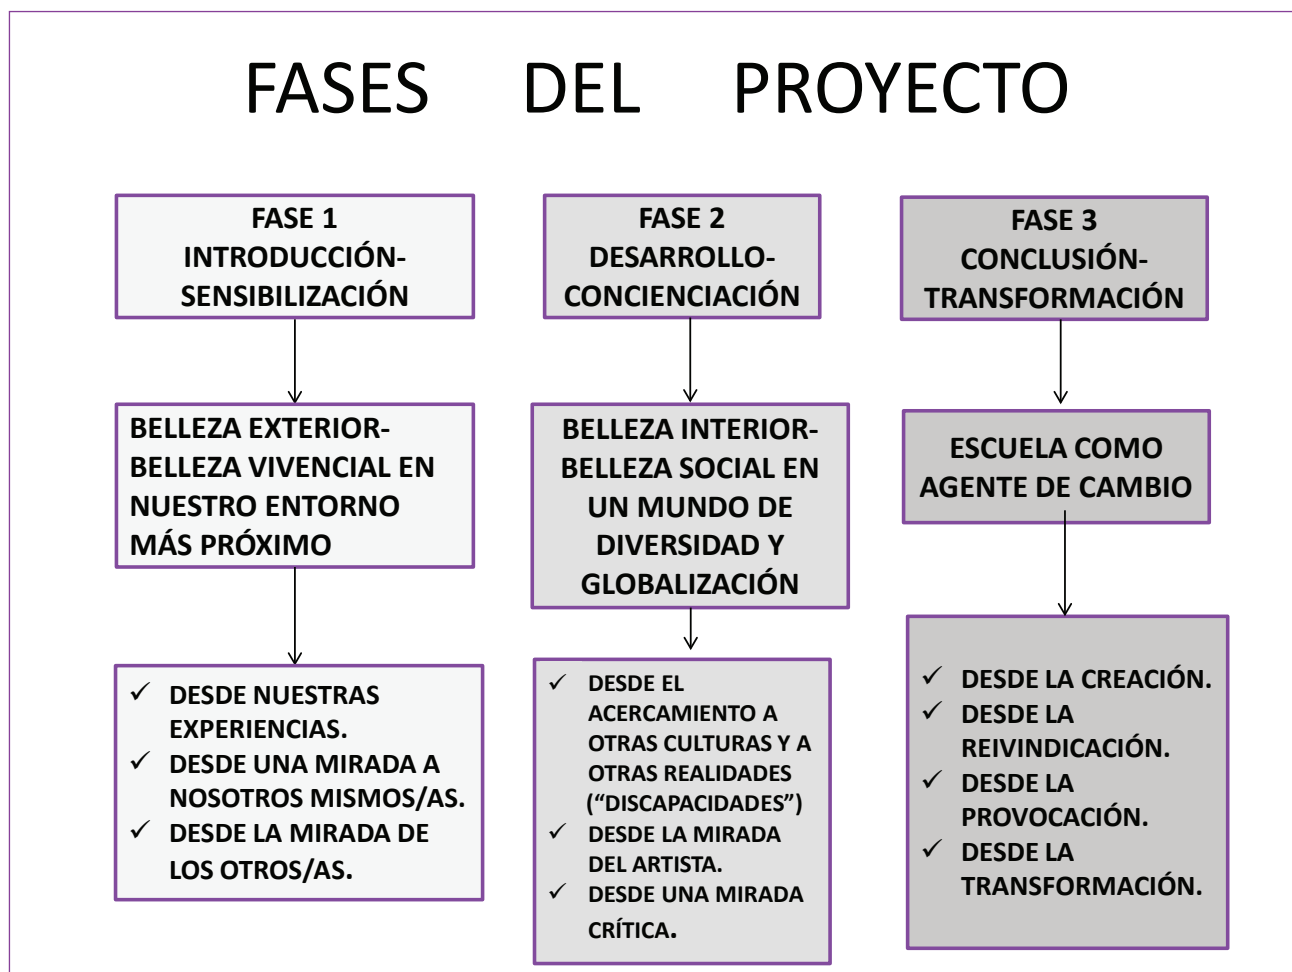 FASES DEL PROYECTO
FASE 1
INTRODUCCIÓN-
SENSIBILIZACIÓN
BELLEZA EXTERIOR-
BELLEZA VIVENCIAL EN
NUESTRO ENTORNO
MÁS PRÓXIMO
✓ DESDE NUESTRAS
EXPERIENCIAS.
✓ DESDE UNA MIRADA A
NOSOTROS MISMOS/AS.
✓ DESDE LA MIRADA DE
LOS OTROS/AS.
FASE 2
DESARROLLO-
CONCIENCIACIÓN
BELLEZA INTERIOR-
BELLEZA SOCIAL EN
UN MUNDO DE
DIVERSIDAD Y
GLOBALIZACIÓN
✓ DESDE EL
ACERCAMIENTO A
OTRAS CULTURAS Y A
OTRAS REALIDADES
(“DISCAPACIDADES”)
✓ DESDE LA MIRADA
DEL ARTISTA.
✓ DESDE UNA MIRADA
CRÍTICA.
FASE 3
CONCLUSIÓN-
TRANSFORMACIÓN
ESCUELA COMO
AGENTE DE CAMBIO
✓ DESDE LA CREACIÓN.
✓ DESDE LA
REIVINDICACIÓN.
✓ DESDE LA
PROVOCACIÓN.
✓ DESDE LA
TRANSFORMACIÓN.